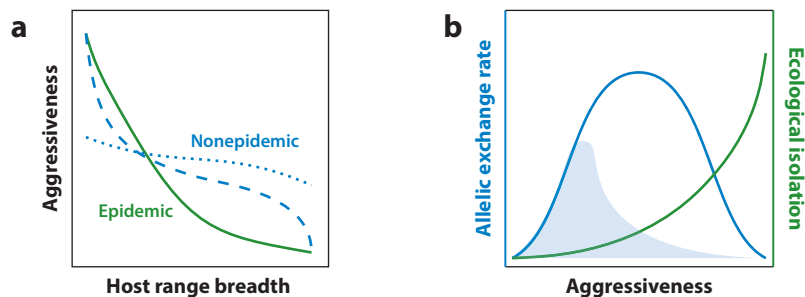 a
Aggressiveness
Nonepidemic
Epidemic
Host range breadth
b
Allelic exchange rate
Ecological isolation
Aggressiveness